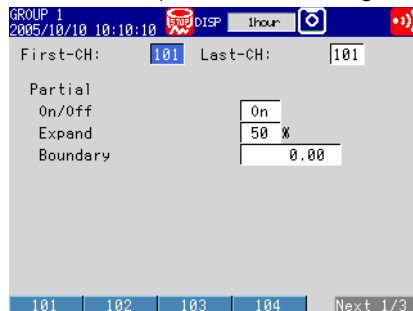 GROUP 1
2005/10/10 10:10:10 STOP DISP 1hour
First-CH: 101 Last-CH: 101
Partial
On/Off On
Expand 50 %
Boundary 0.00
101 102 103 104 Next 1/3